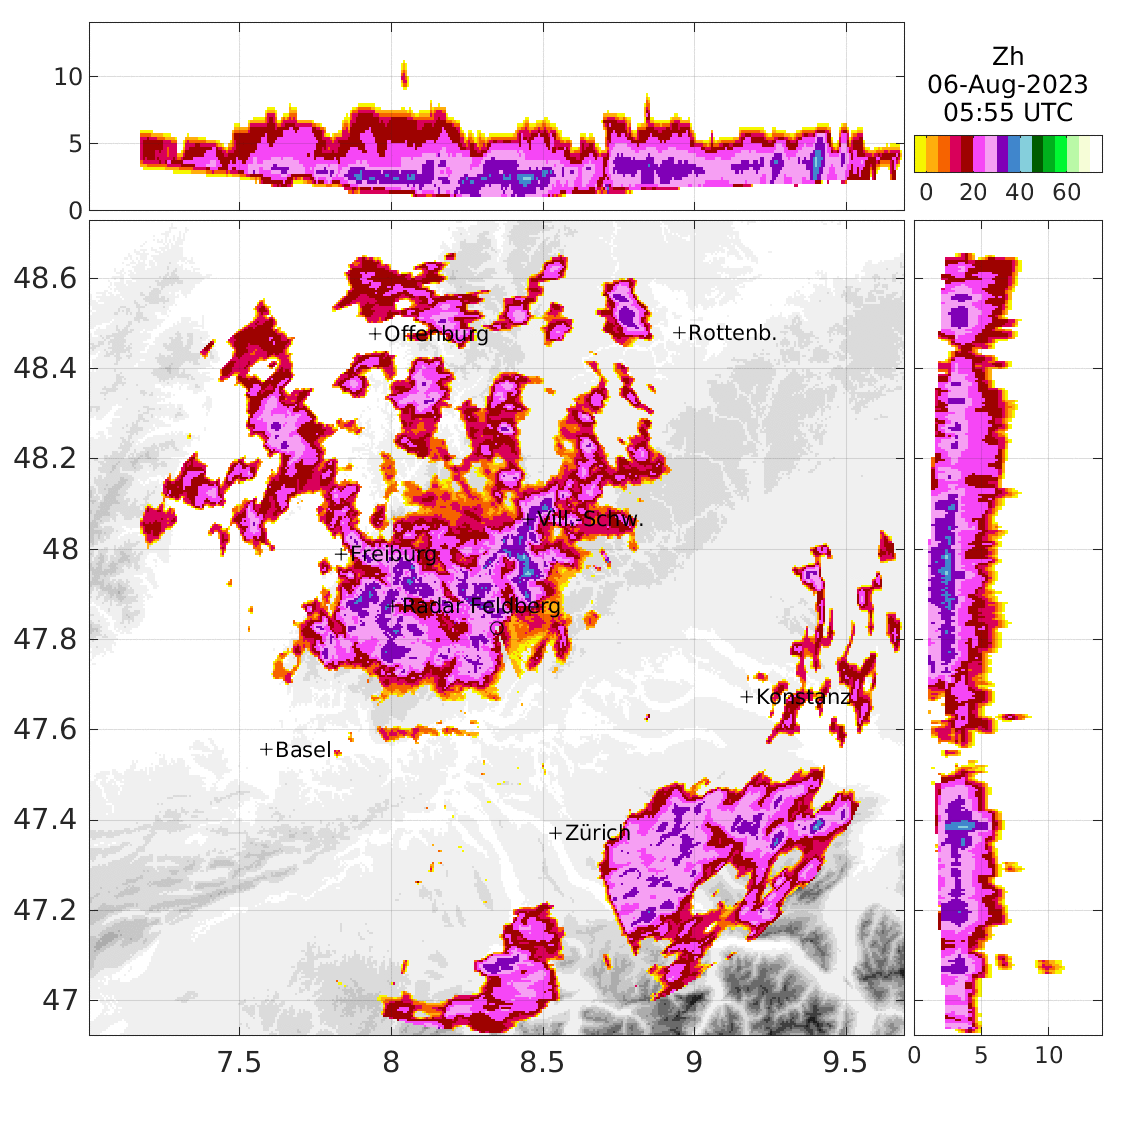 10
5
0
Zh
06-Aug-2023
05:55 UTC
0 20 40 60
48.6
48.4
48.2
48
47.8
47.6
47.4
47.2
47
+Offenburg
+Rottenb.
Vill.-Schw.
+Freiburg
+Radar Feldberg
+Konstanz
+Basel
+Zürich
7.5 8 8.5 9 9.5
0 5 10